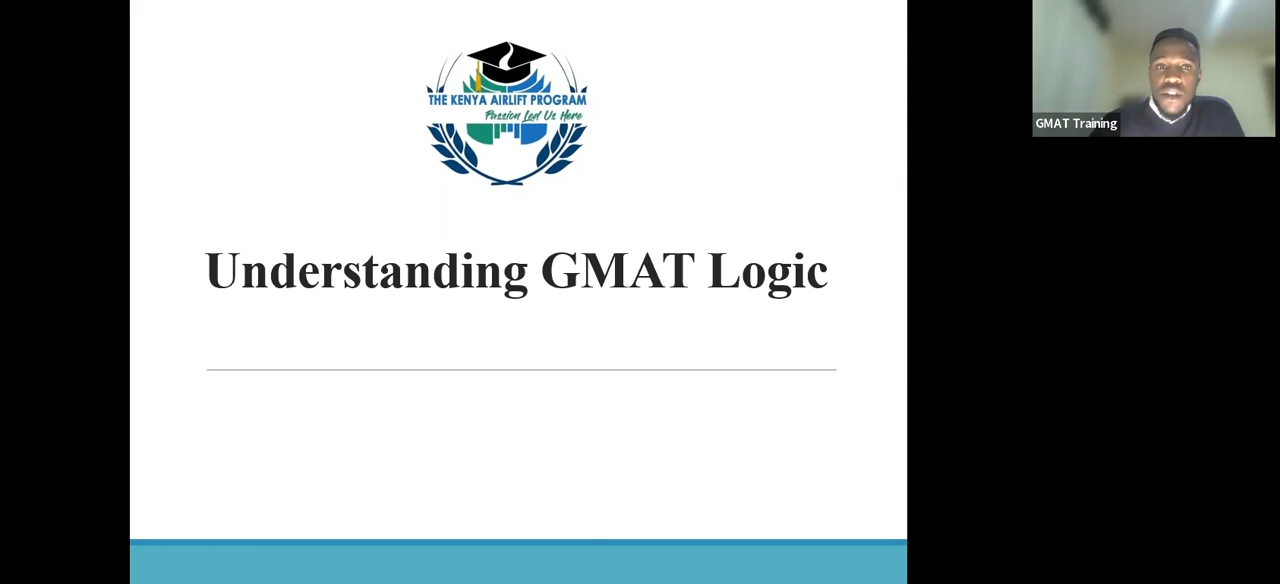 THE KENYA AIRLIFT PROGRAM
Passion Led Us Here
Understanding GMAT Logic
GMAT Training